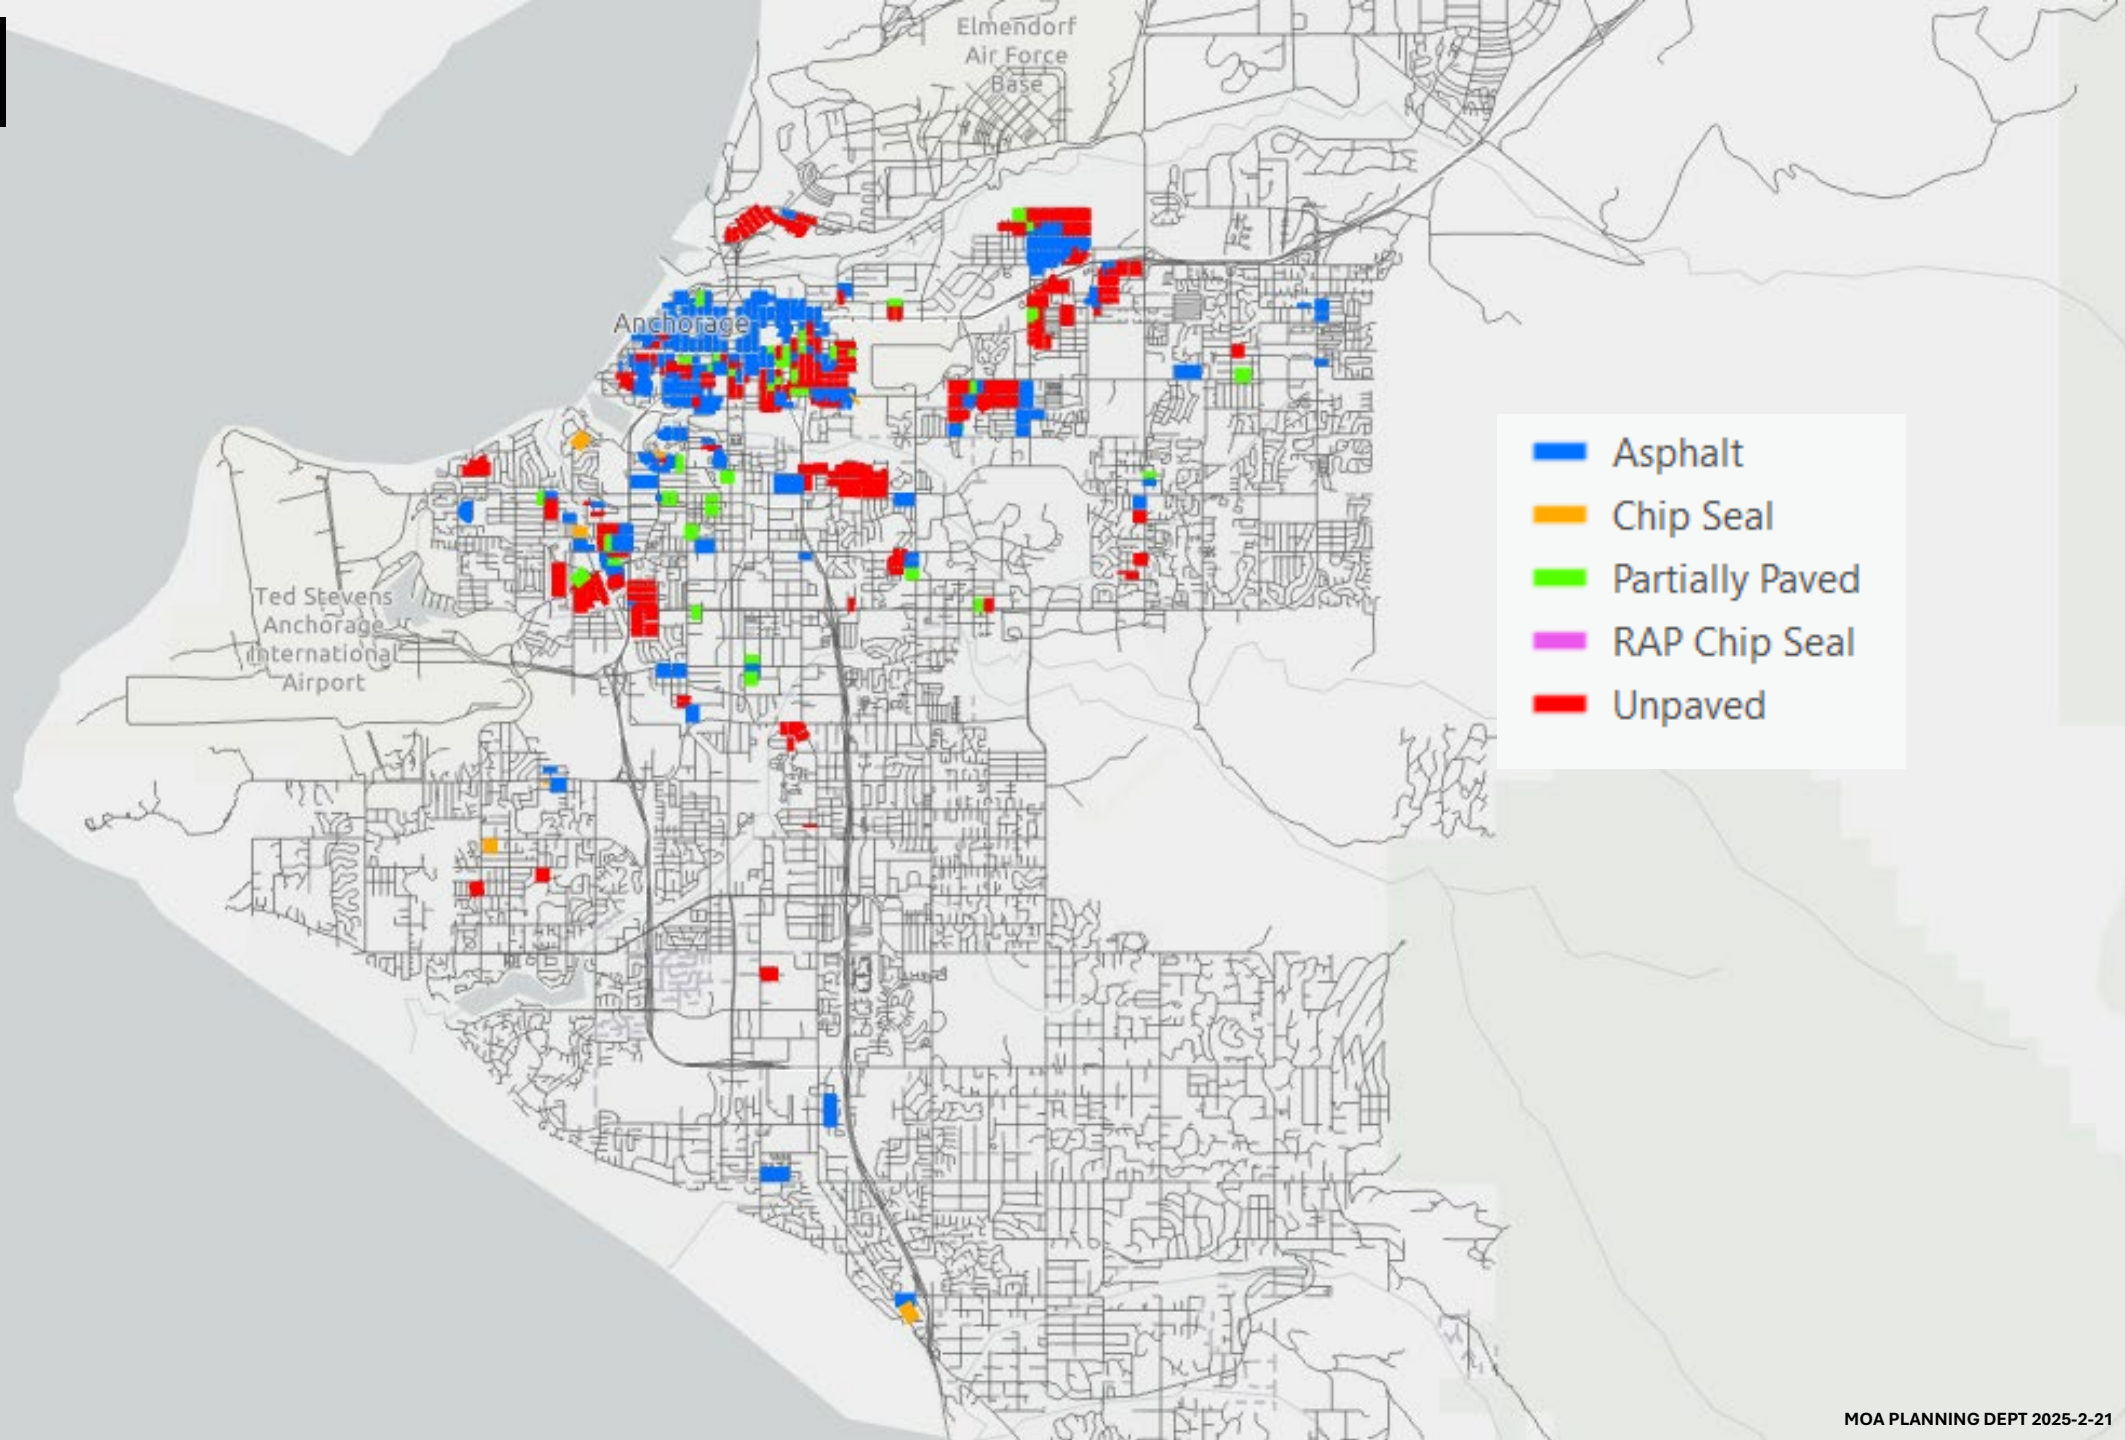 Elmendorf
Air Force
Base
Anchorage
Ted Stevens
Anchorage
International
Airport
Asphalt
Chip Seal
Partially Paved
RAP Chip Seal
Unpaved
MOA PLANNING DEPT 2025-2-21